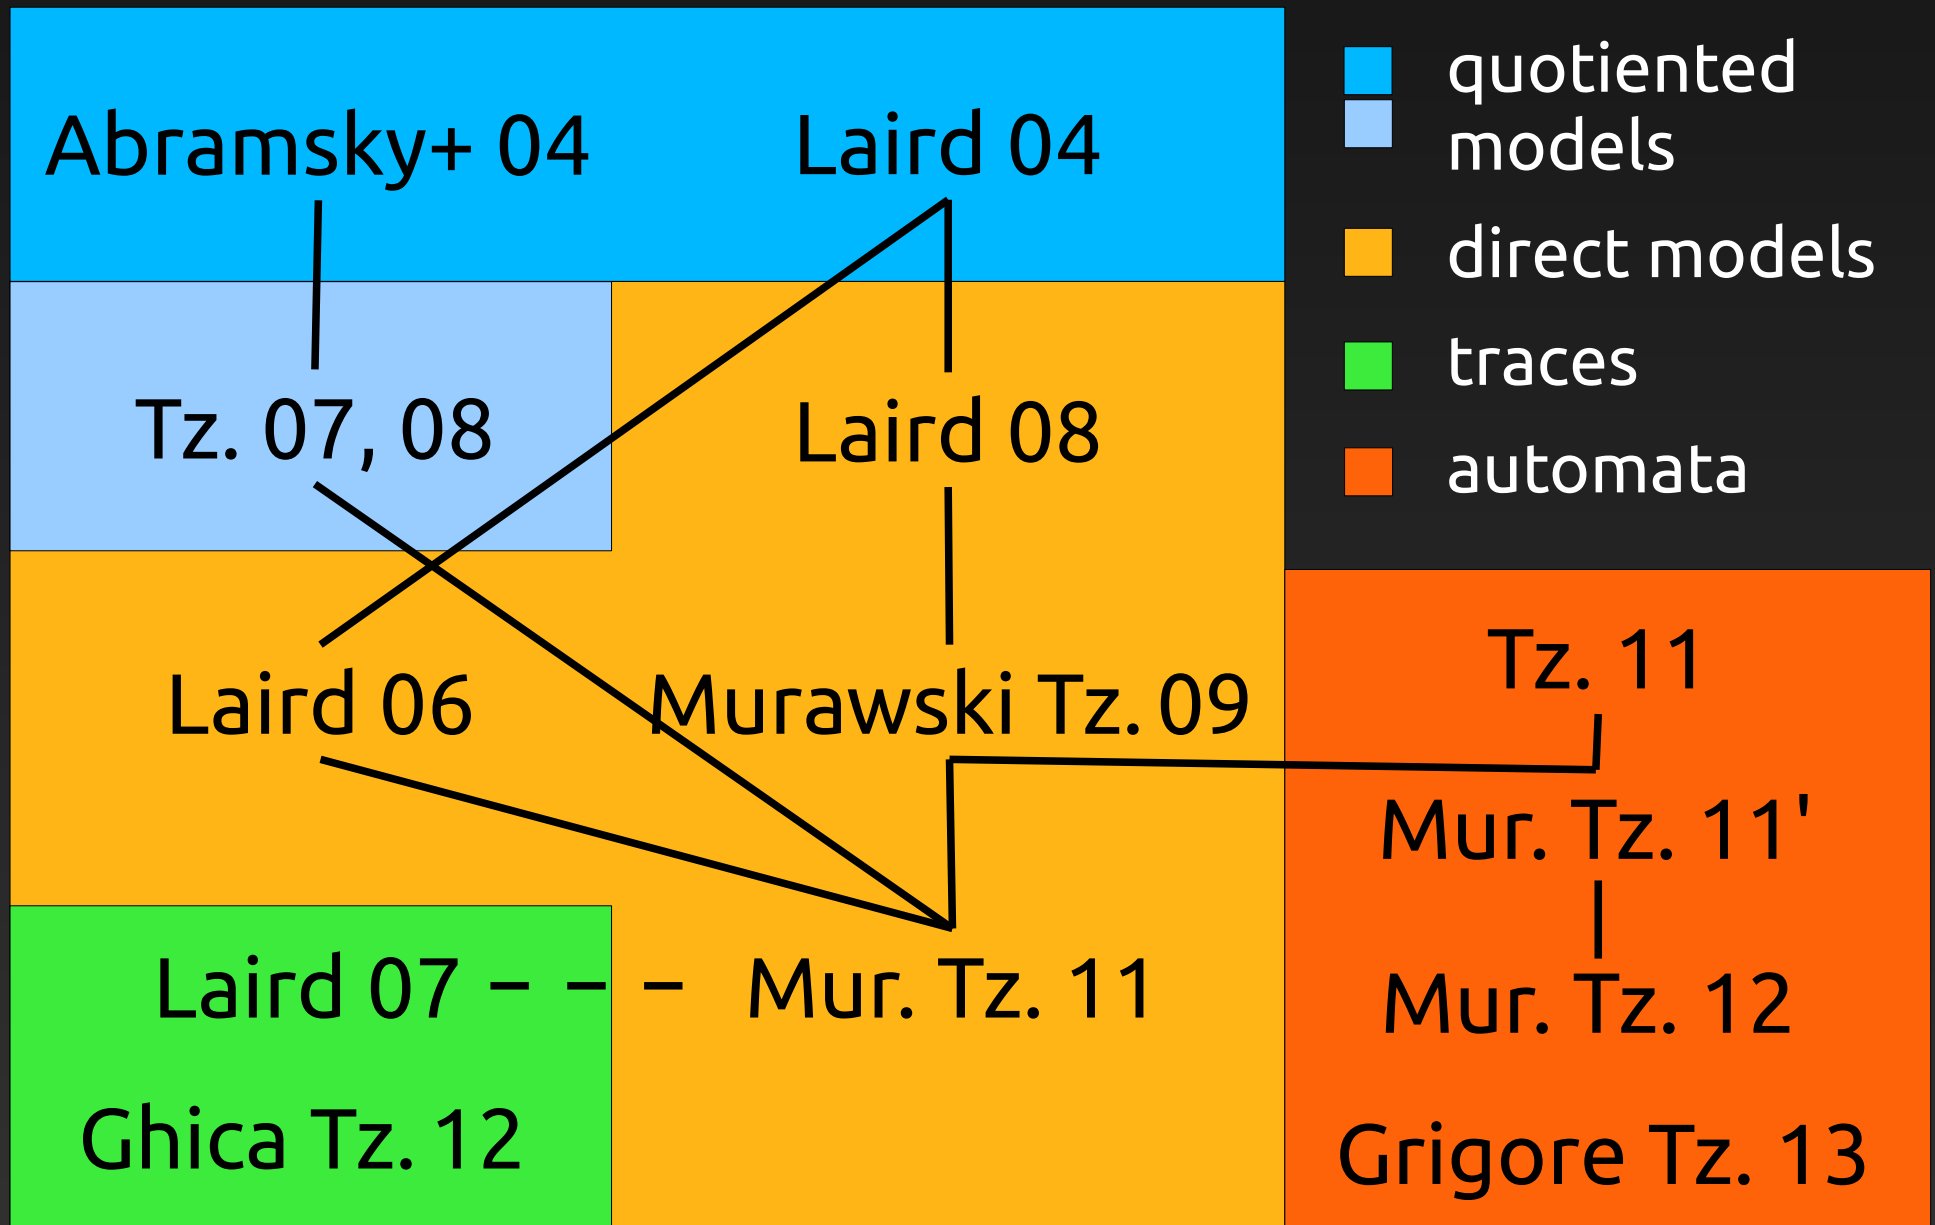 Abramsky+ 04
Laird 04
Tz. 07, 08
Laird 08
Laird 06
Murawski Tz. 09
Laird 07 – – – Mur. Tz. 11
Ghica Tz. 12
quotiented
models
direct models
traces
automata
Tz. 11
Mur. Tz. 11'
Mur. Tz. 12
Grigore Tz. 13